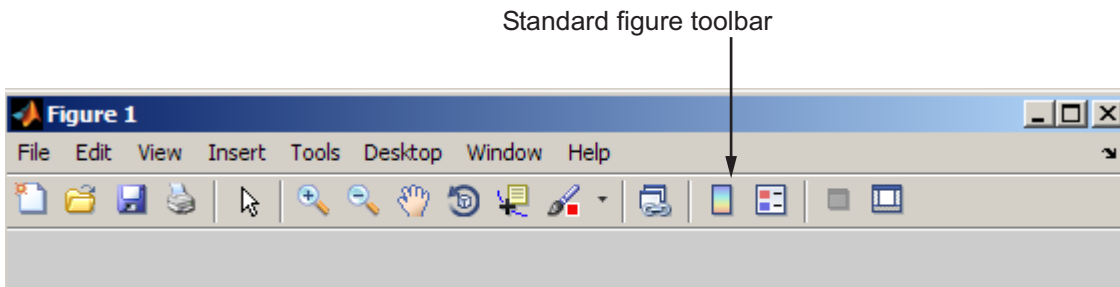 Standard figure toolbar
Figure 1
File Edit View Insert Tools Desktop Window Help